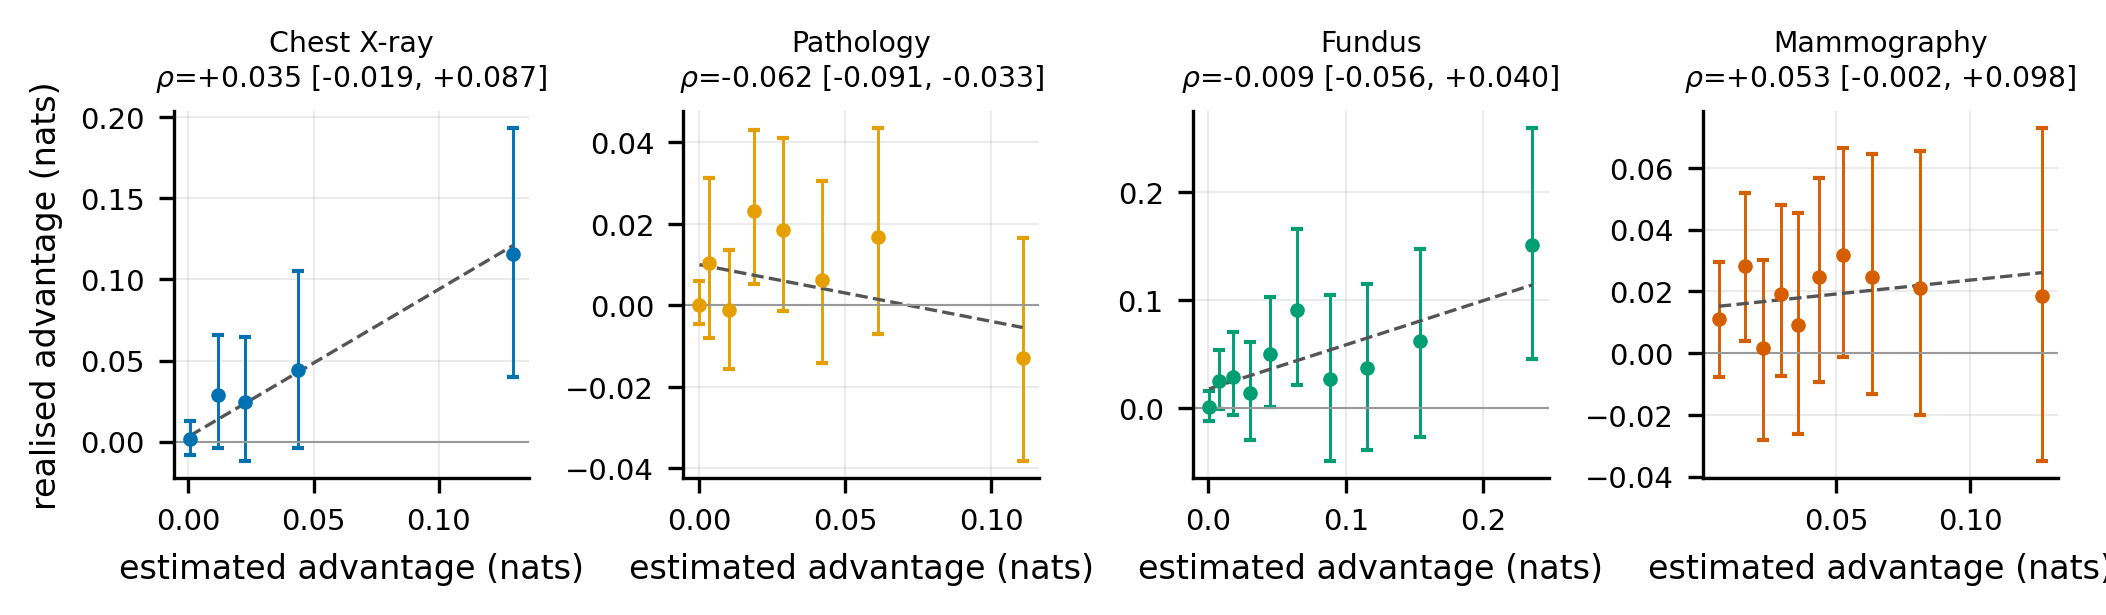 Chest X-ray
ρ=+0.035 [-0.019, +0.087]
Pathology
ρ=-0.062 [-0.091, -0.033]
Fundus
ρ=-0.009 [-0.056, +0.040]
Mammography
ρ=+0.053 [-0.002, +0.098]
realised advantage (nats)
0.20
0.15
0.10
0.05
0.00
0.00 0.05 0.10
estimated advantage (nats)
0.04
0.02
0.00
−0.02
−0.04
0.00 0.05 0.10
estimated advantage (nats)
0.2
0.1
0.0
0.0 0.1 0.2
estimated advantage (nats)
0.06
0.04
0.02
0.00
−0.02
−0.04
0.05 0.10
estimated advantage (nats)